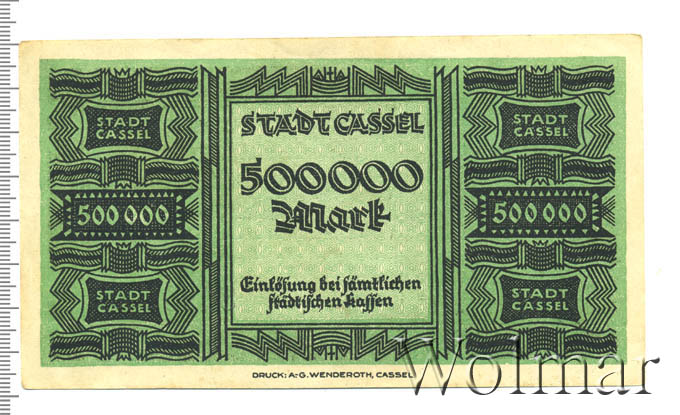 STADT CASSEL
500000
Mark
Einlösung bei sämtlichen
städtischen Kassen
STADT
CASSEL
500 000
STADT
CASSEL
STADT
CASSEL
500 000
STADT
CASSEL
DRUCK: A.-G. WENDEROTH, CASSEL
Wolmar